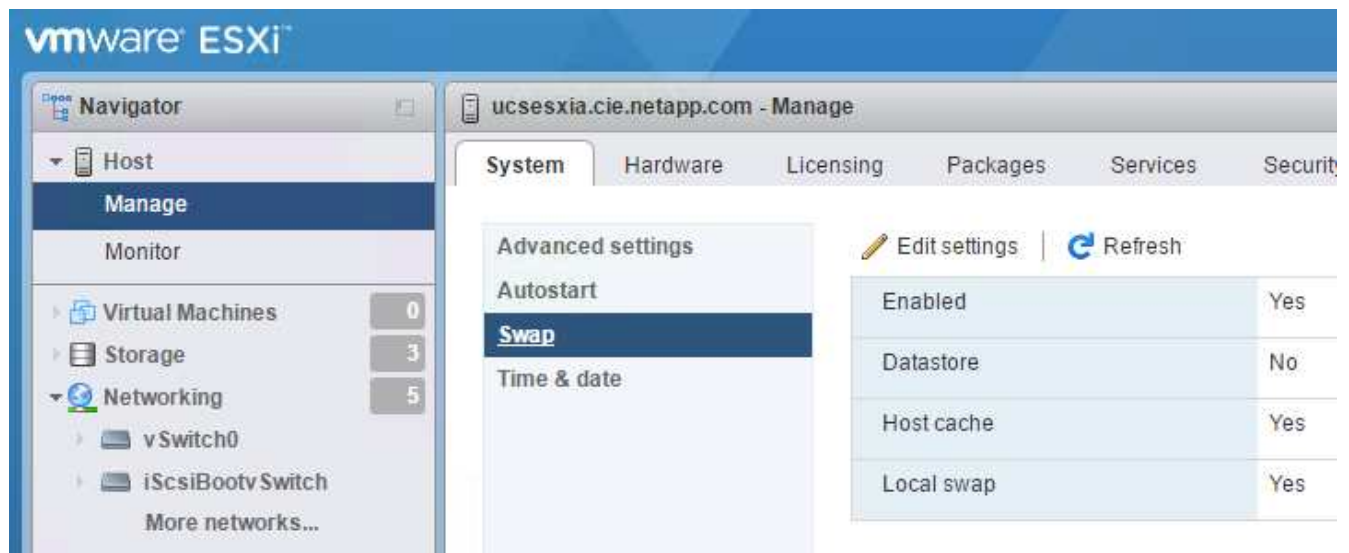 vmware® ESXi™
Navigator
Host
Manage
Monitor
Virtual Machines 0
Storage 3
Networking 5
vSwitch0
iScsiBootvSwitch
More networks...
ucsesxia.cie.netapp.com - Manage
System Hardware Licensing Packages Services Security
Advanced settings
Autostart
Swap
Time & date
Edit settings | Refresh
Enabled Yes
Datastore No
Host cache Yes
Local swap Yes